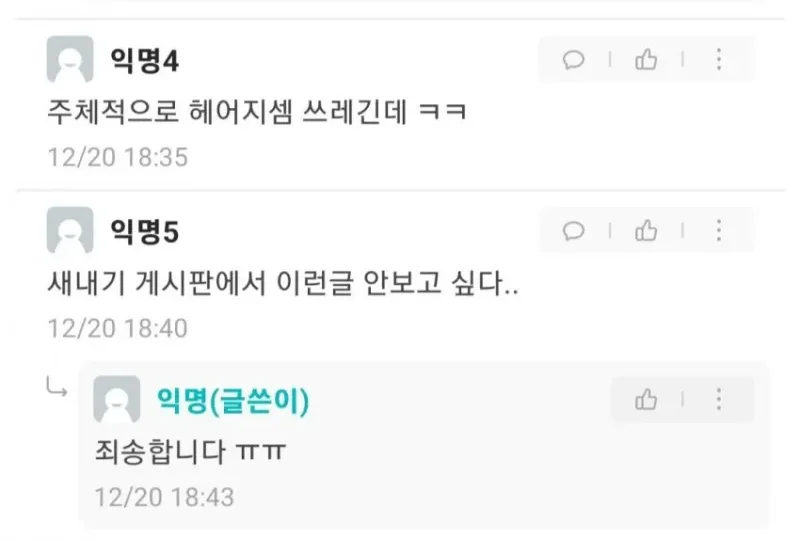 익명4
주체적으로 헤어지셈 쓰레긴데 ㅋㅋ
12/20 18:35
익명5
새내기 게시판에서 이런글 안보고 싶다..
12/20 18:40
익명(글쓴이)
죄송합니다 ㅠㅠ
12/20 18:43